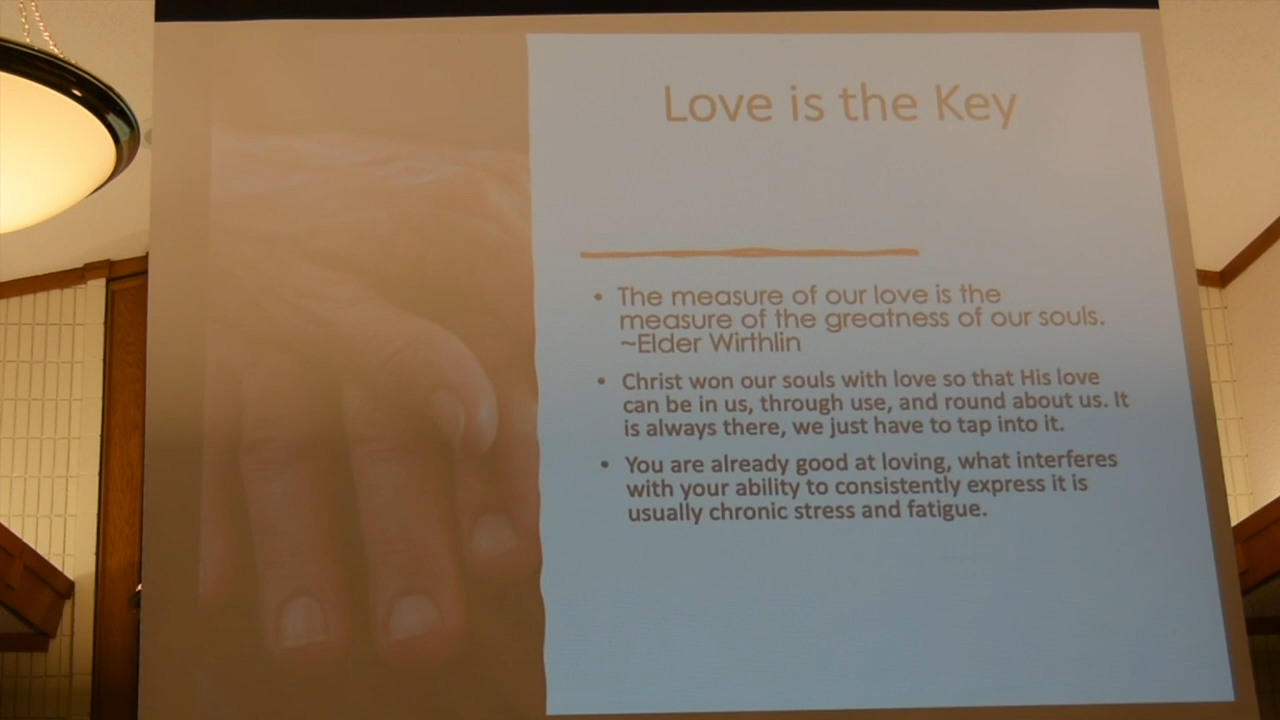 Love is the Key
• The measure of our love is the
measure of the greatness of our souls.
~Elder Wirthlin
• Christ won our souls with love so that His love
can be in us, through use, and round about us. It
is always there, we just have to tap into it.
• You are already good at loving, what interferes
with your ability to consistently express it is
usually chronic stress and fatigue.